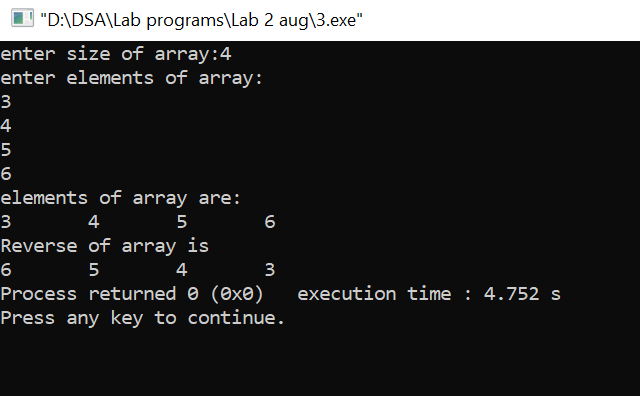 "D:\DSA\Lab programs\Lab 2 aug\3.exe"
enter size of array:4
enter elements of array:
3
4
5
6
elements of array are:
3 4 5 6
Reverse of array is
6 5 4 3
Process returned 0 (0x0) execution time : 4.752 s
Press any key to continue.